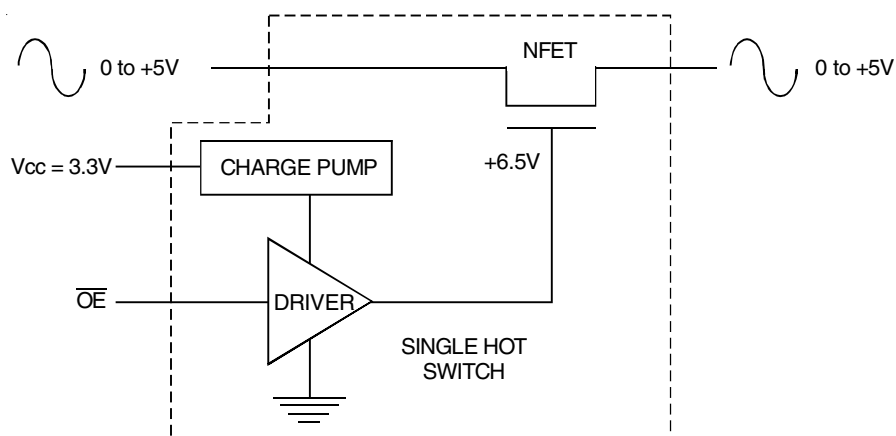 NFET
0 to +5V
0 to +5V
Vcc = 3.3V
CHARGE PUMP
+6.5V
OE
DRIVER
SINGLE HOT
SWITCH